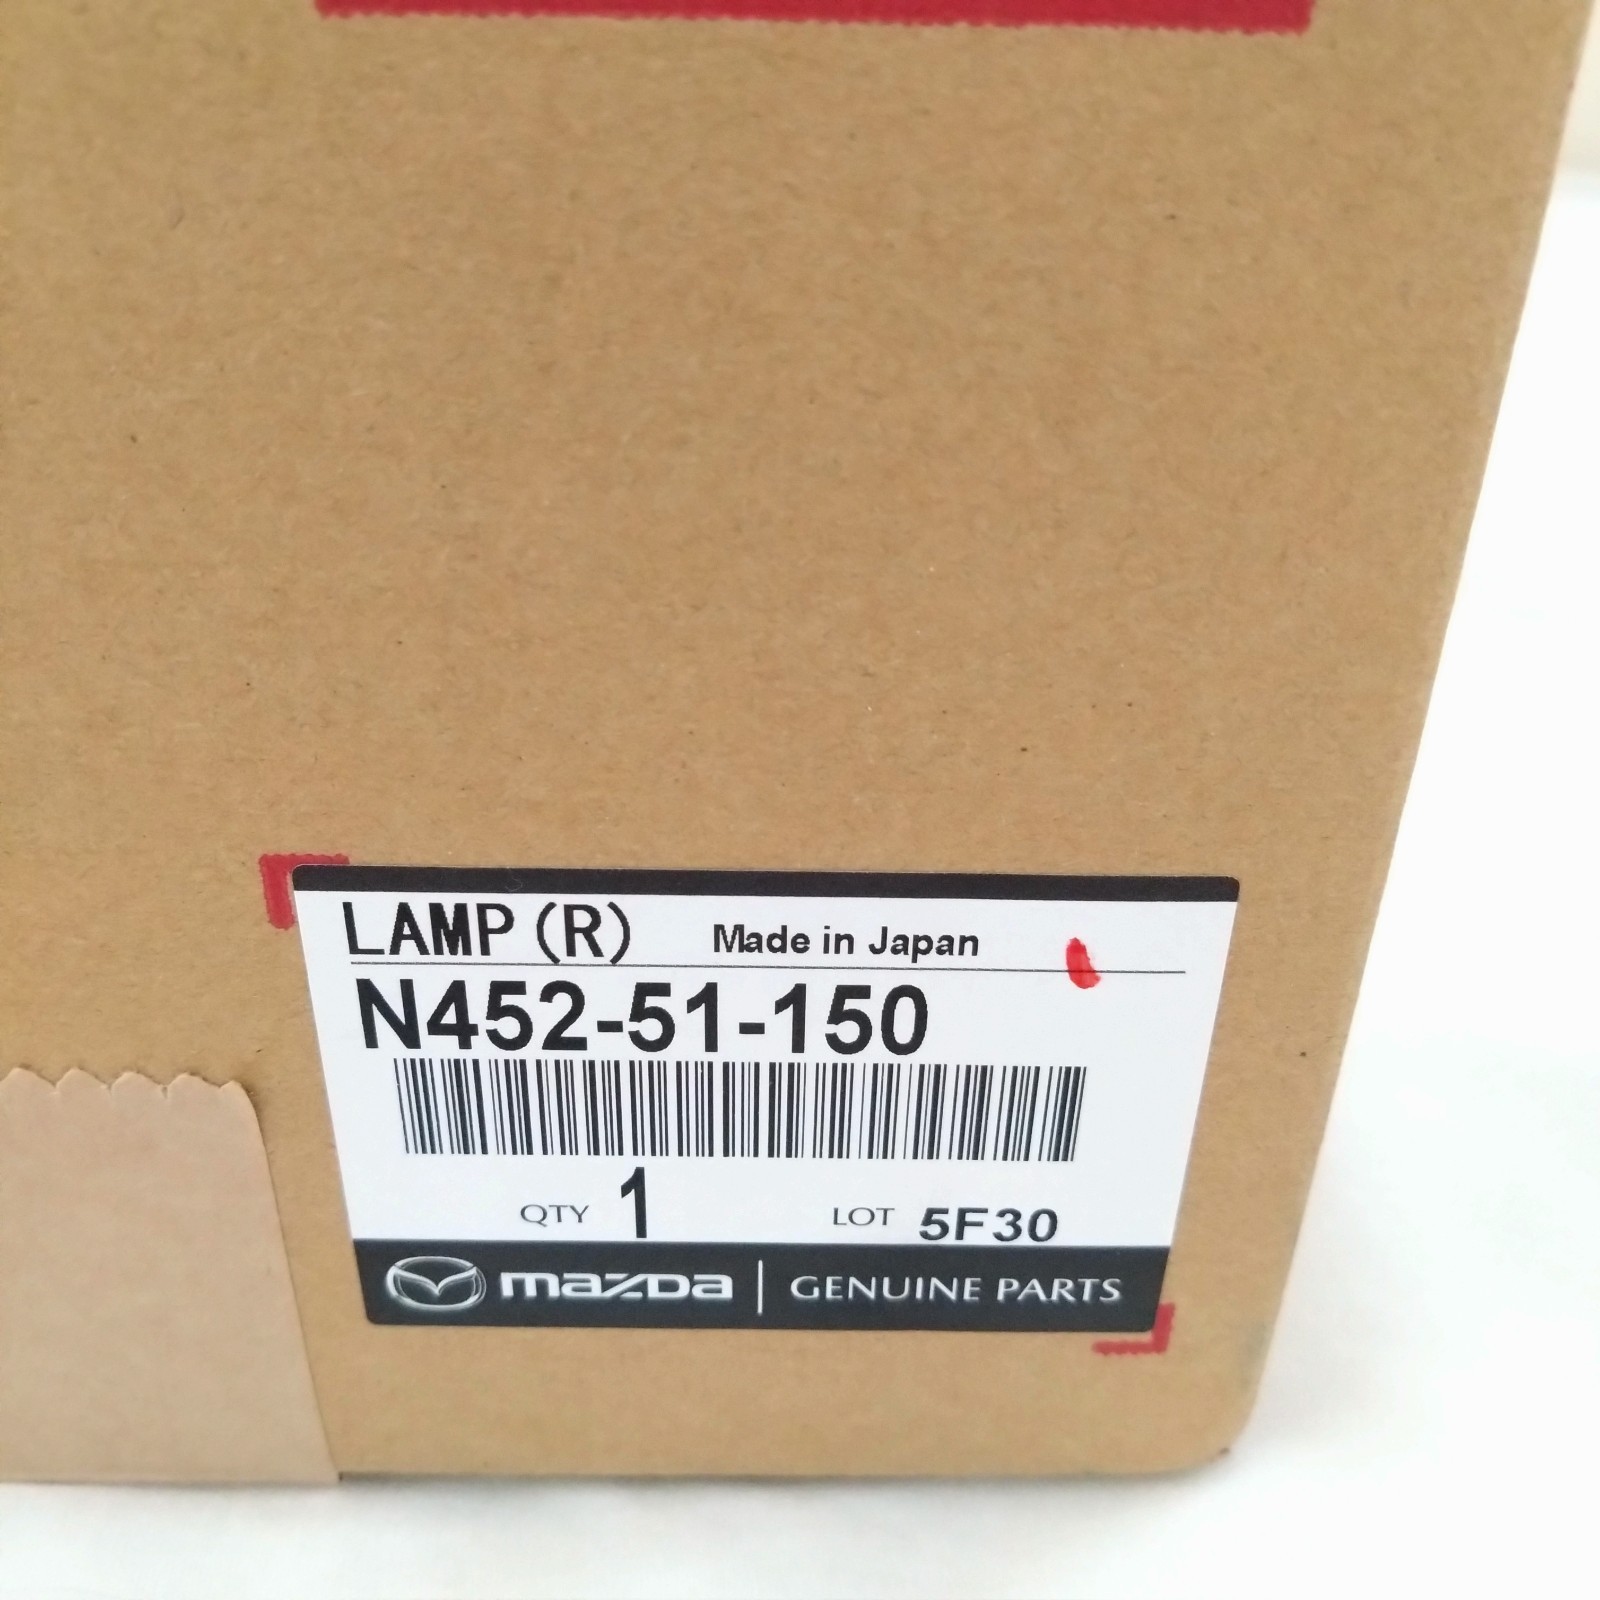 LAMP(R) Made in Japan
N452-51-150
QTY 1 LOT 5F30
mazda | GENUINE PARTS